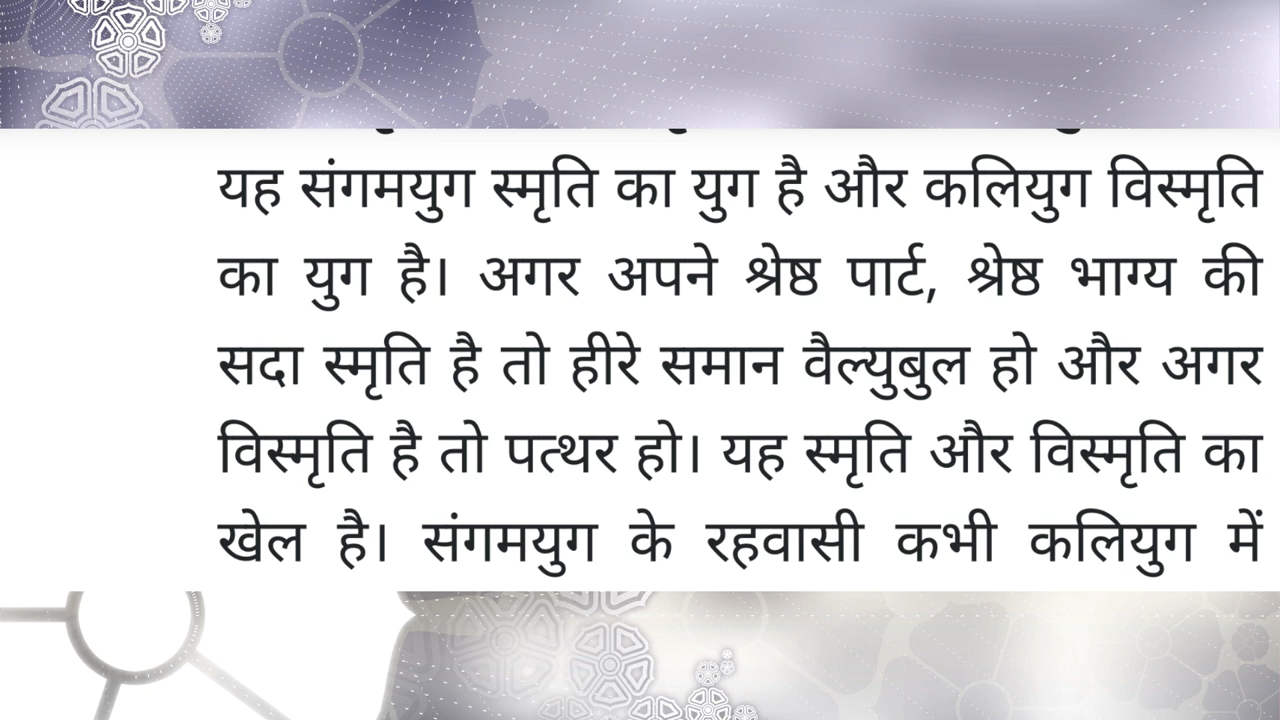 यह संगमयुग स्मृति का युग है और कलियुग विस्मृति
का युग है। अगर अपने श्रेष्ठ पार्ट, श्रेष्ठ भाग्य की
सदा स्मृति है तो हीरे समान वैल्युबुल हो और अगर
विस्मृति है तो पत्थर हो। यह स्मृति और विस्मृति का
खेल है। संगमयुग के रहवासी कभी कलियुग में